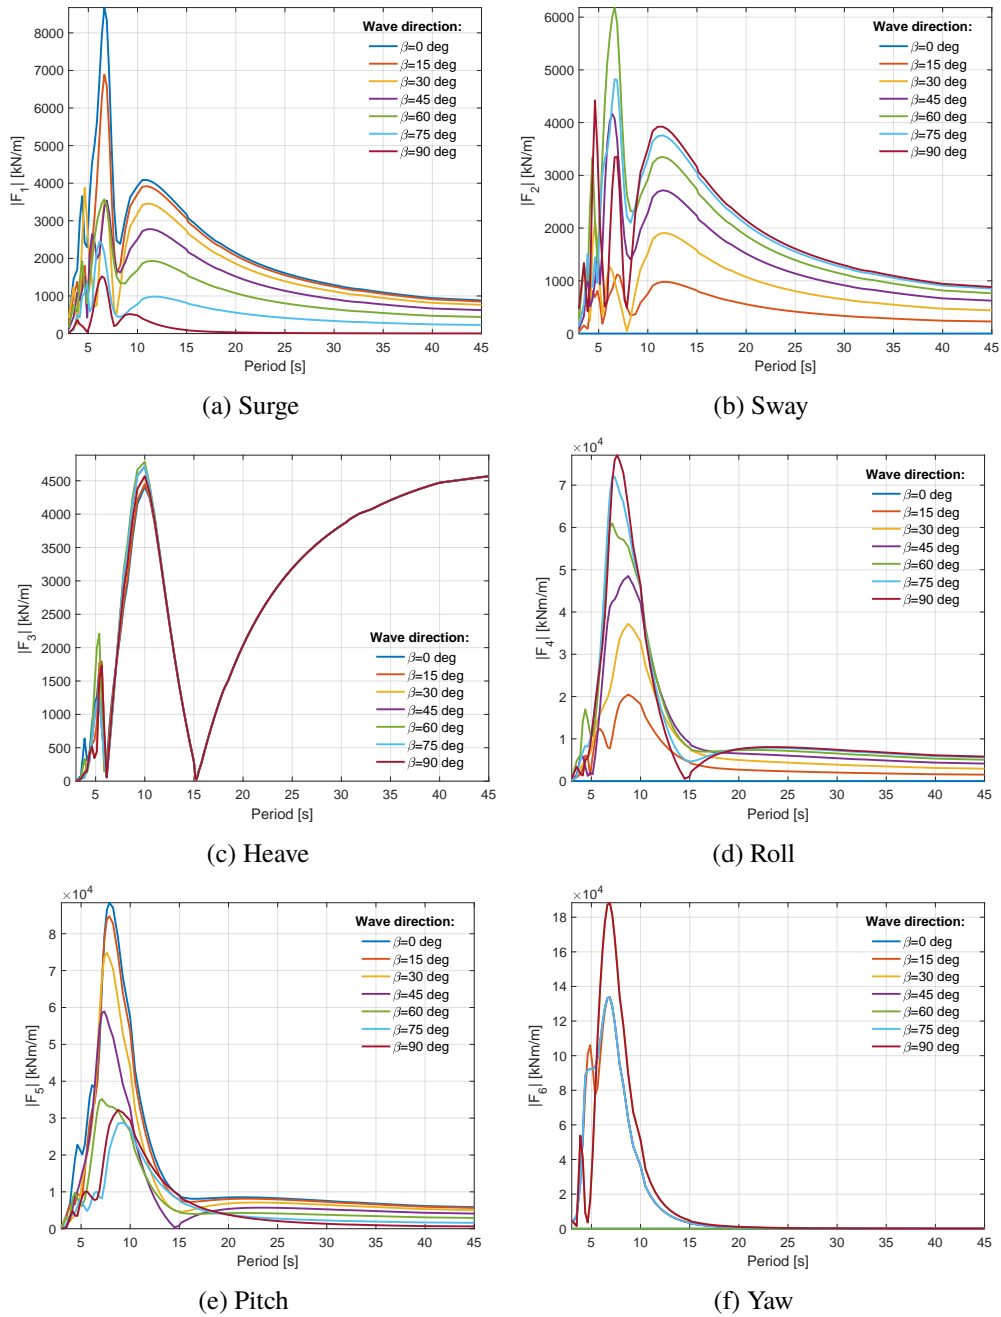 Wave direction:
β=0 deg
β=15 deg
β=30 deg
β=45 deg
β=60 deg
β=75 deg
β=90 deg
|F1| [kN/m]
8000
7000
6000
5000
4000
3000
2000
1000
0
5 10 15 20 25 30 35 40 45
Period [s]
(a) Surge
Wave direction:
β=0 deg
β=15 deg
β=30 deg
β=45 deg
β=60 deg
β=75 deg
β=90 deg
|F2| [kN/m]
6000
5000
4000
3000
2000
1000
0
5 10 15 20 25 30 35 40 45
Period [s]
(b) Sway
|F3| [kN/m]
4500
4000
3500
3000
2500
2000
1500
1000
500
0
Wave direction:
β=0 deg
β=15 deg
β=30 deg
β=45 deg
β=60 deg
β=75 deg
β=90 deg
5 10 15 20 25 30 35 40 45
Period [s]
(c) Heave
×10^4
Wave direction:
β=0 deg
β=15 deg
β=30 deg
β=45 deg
β=60 deg
β=75 deg
β=90 deg
|F4| [kNm/m]
7
6
5
4
3
2
1
0
5 10 15 20 25 30 35 40 45
Period [s]
(d) Roll
×10^4
Wave direction:
β=0 deg
β=15 deg
β=30 deg
β=45 deg
β=60 deg
β=75 deg
β=90 deg
|F5| [kNm/m]
8
7
6
5
4
3
2
1
0
5 10 15 20 25 30 35 40 45
Period [s]
(e) Pitch
×10^4
Wave direction:
β=0 deg
β=15 deg
β=30 deg
β=45 deg
β=60 deg
β=75 deg
β=90 deg
|F6| [kNm/m]
18
16
14
12
10
8
6
4
2
0
5 10 15 20 25 30 35 40 45
Period [s]
(f) Yaw